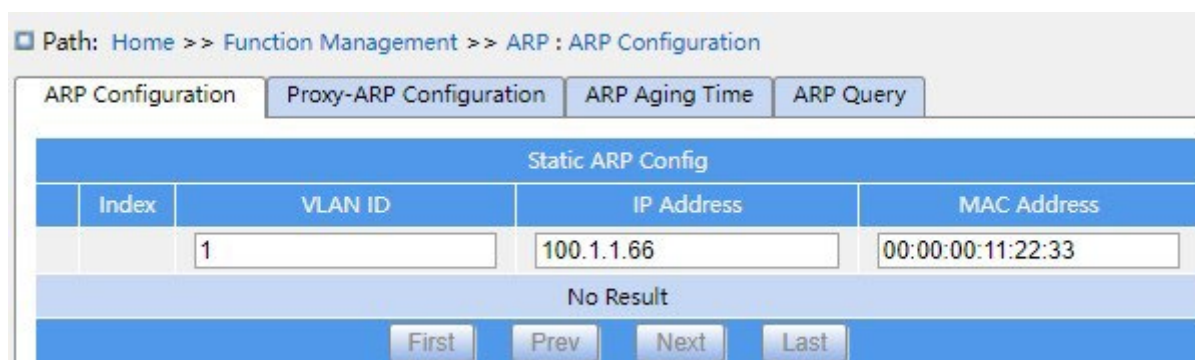 Path: Home >> Function Management >> ARP : ARP Configuration
ARP Configuration Proxy-ARP Configuration ARP Aging Time ARP Query
Static ARP Config
Index VLAN ID IP Address MAC Address
1 100.1.1.66 00:00:00:11:22:33
No Result
First Prev Next Last